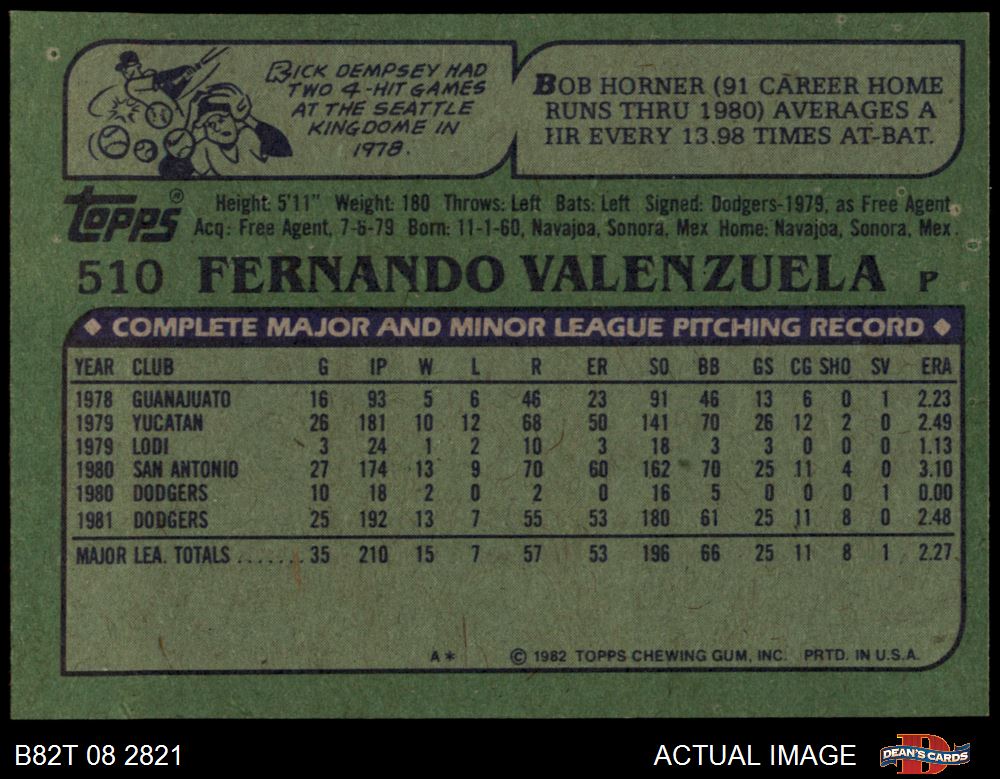 RICK DEMPSEY HAD
TWO 4-HIT GAMES
AT THE SEATTLE
KINGDOME IN
1978.
BOB HORNER (91 CAREER HOME
RUNS THRU 1980) AVERAGES A
HR EVERY 13.98 TIMES AT-BAT.
Topps® Height: 5'11" Weight: 180 Throws: Left Bats: Left Signed: Dodgers-1979, as Free Agent
Acq: Free Agent, 7-6-79 Born: 11-1-60, Navajoa, Sonora, Mex Home: Navajoa, Sonora, Mex.
510 FERNANDO VALENZUELA P
COMPLETE MAJOR AND MINOR LEAGUE PITCHING RECORD
YEAR CLUB G IP W L R ER SO BB GS CG SHO SV ERA
1978 GUANAJUATO 16 93 5 6 46 23 91 46 13 6 0 1 2.23
1979 YUCATAN 26 181 10 12 68 50 141 70 26 12 2 0 2.49
1979 LODI 3 24 1 2 10 3 18 3 3 0 0 0 1.13
1980 SAN ANTONIO 27 174 13 9 70 60 162 70 25 11 4 0 3.10
1980 DODGERS 10 18 2 0 2 0 16 5 0 0 0 1 0.00
1981 DODGERS 25 192 13 7 55 53 180 61 25 11 8 0 2.48
MAJOR LEA. TOTALS ....... 35 210 15 7 57 53 196 66 25 11 8 1 2.27
A* © 1982 TOPPS CHEWING GUM, INC. PRTD. IN U.S.A.
B82T 08 2821 ACTUAL IMAGE DEAN'S CARDS